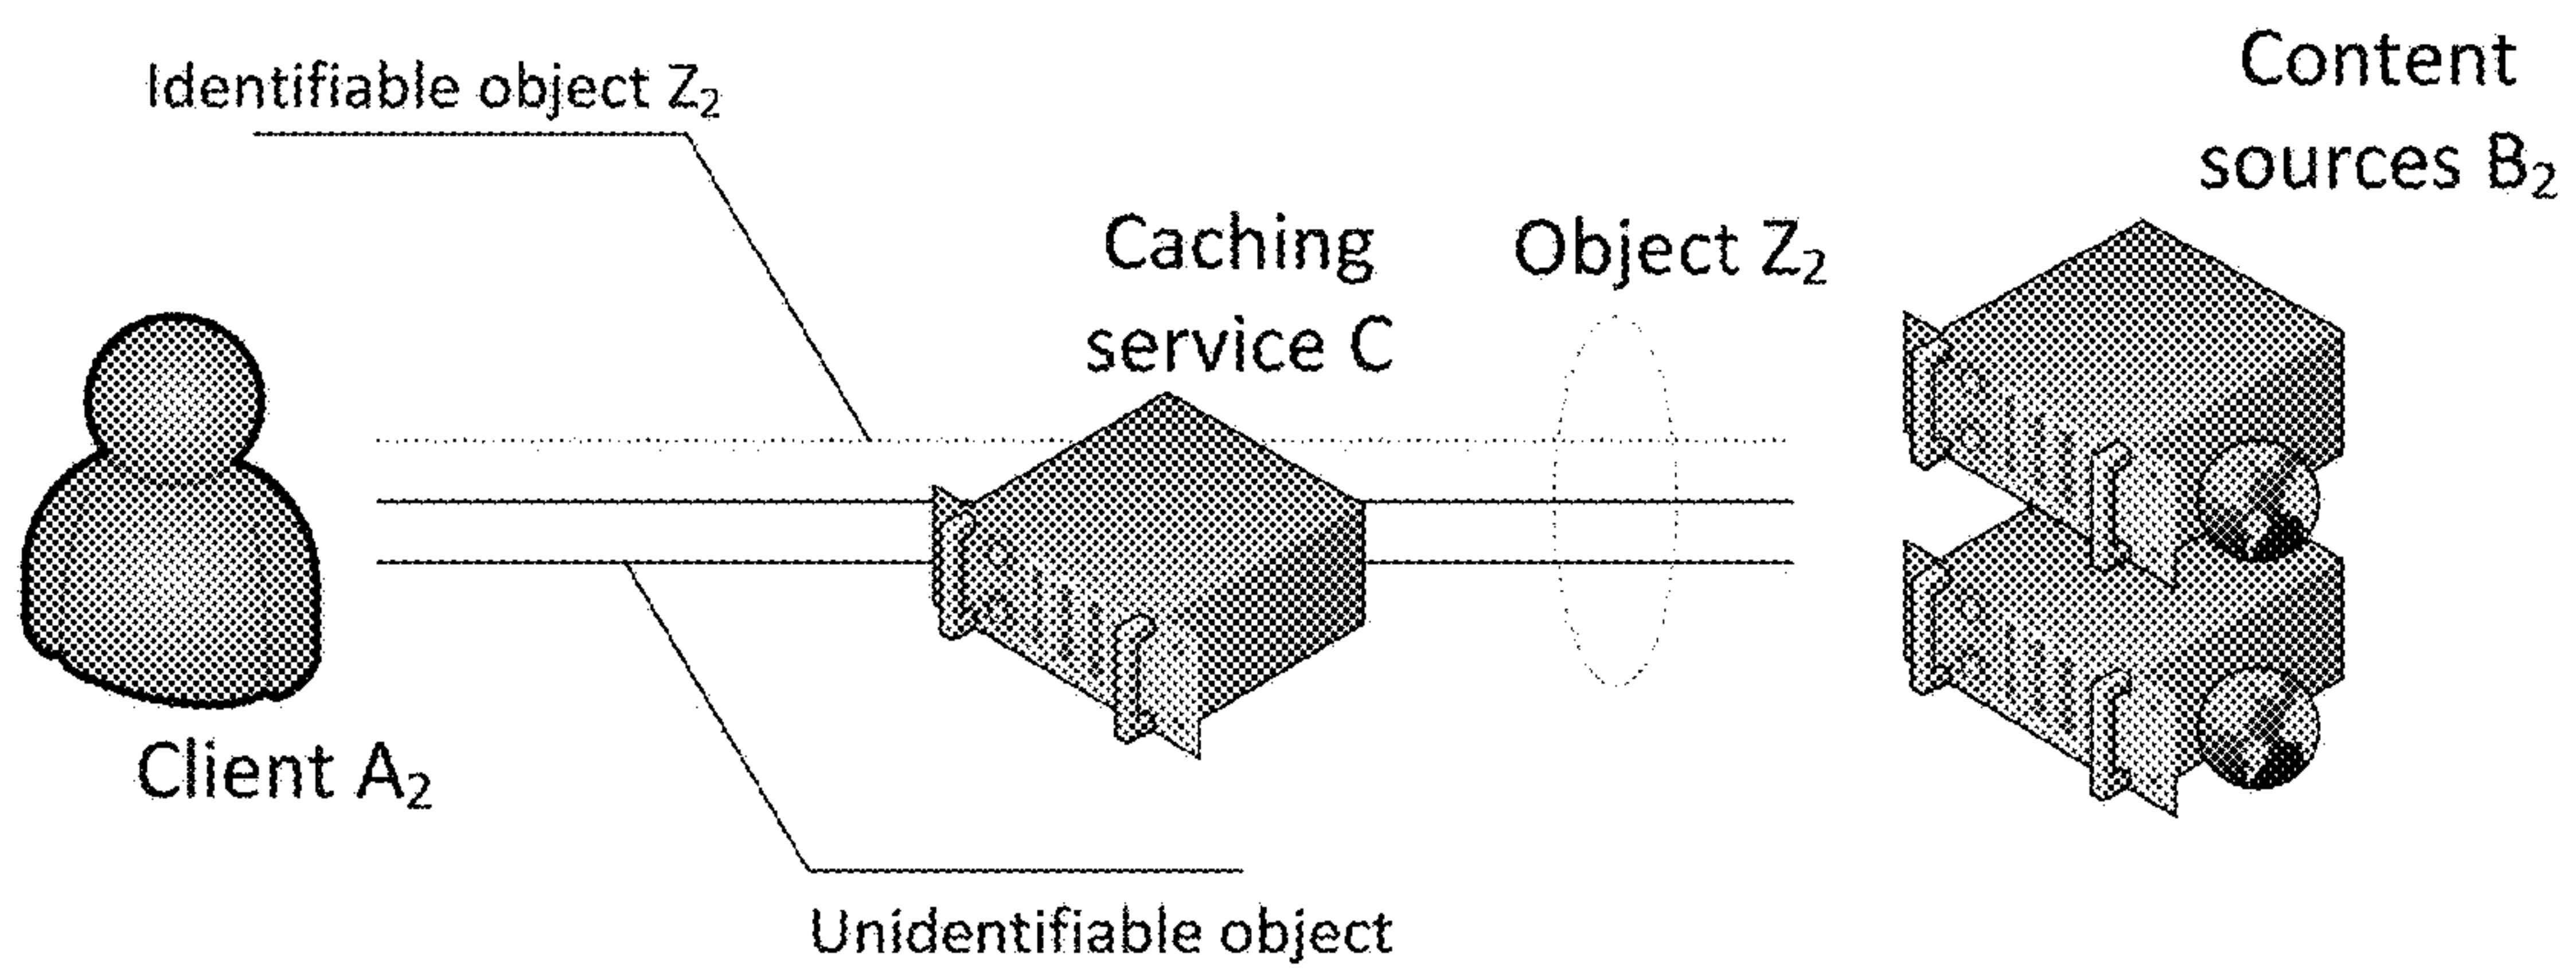 Identifiable object Z₂
Content
sources B₂
Caching
service C
Object Z₂
Client A₂
Unidentifiable object